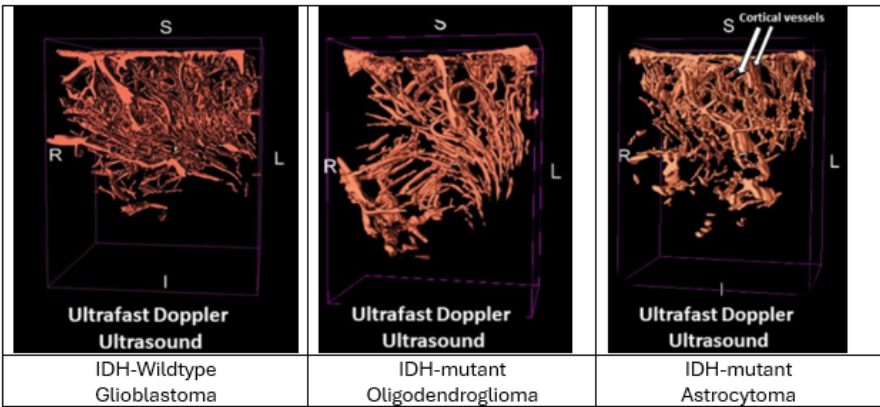 S
R
L
I
Ultrafast Doppler
Ultrasound
IDH-Wildtype
Glioblastoma
S
R
L
Ultrafast Doppler
Ultrasound
IDH-mutant
Oligodendroglioma
Cortical vessels
S
R
L
I
Ultrafast Doppler
Ultrasound
IDH-mutant
Astrocytoma